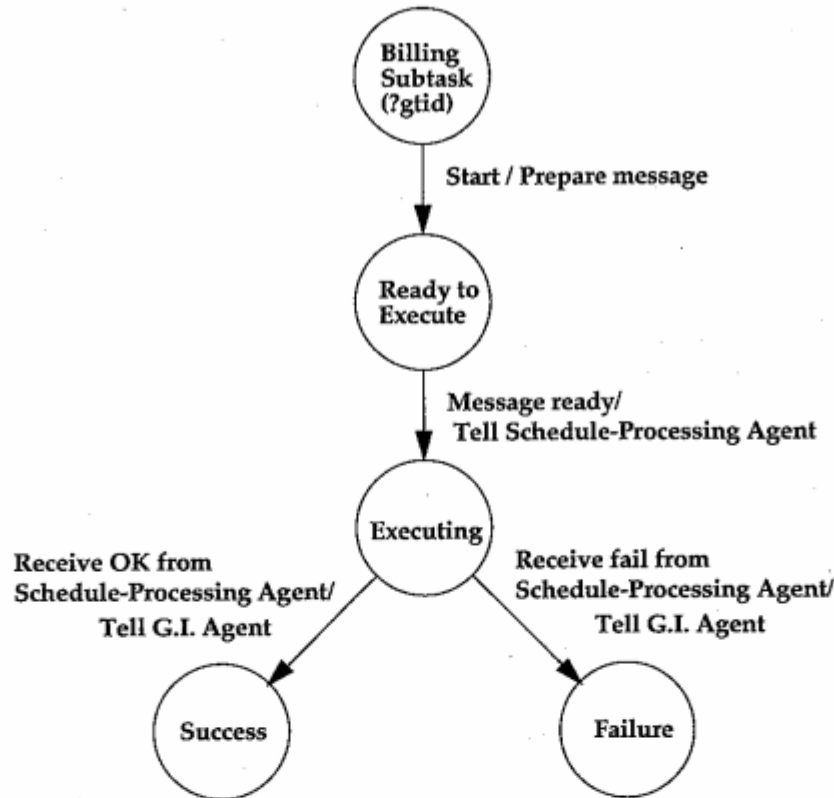 Billing
Subtask
(?gtid)
Start / Prepare message
Ready to
Execute
Message ready/
Tell Schedule-Processing Agent
Executing
Receive OK from
Schedule-Processing Agent/
Tell G.I. Agent
Receive fail from
Schedule-Processing Agent/
Tell G.I. Agent
Success
Failure